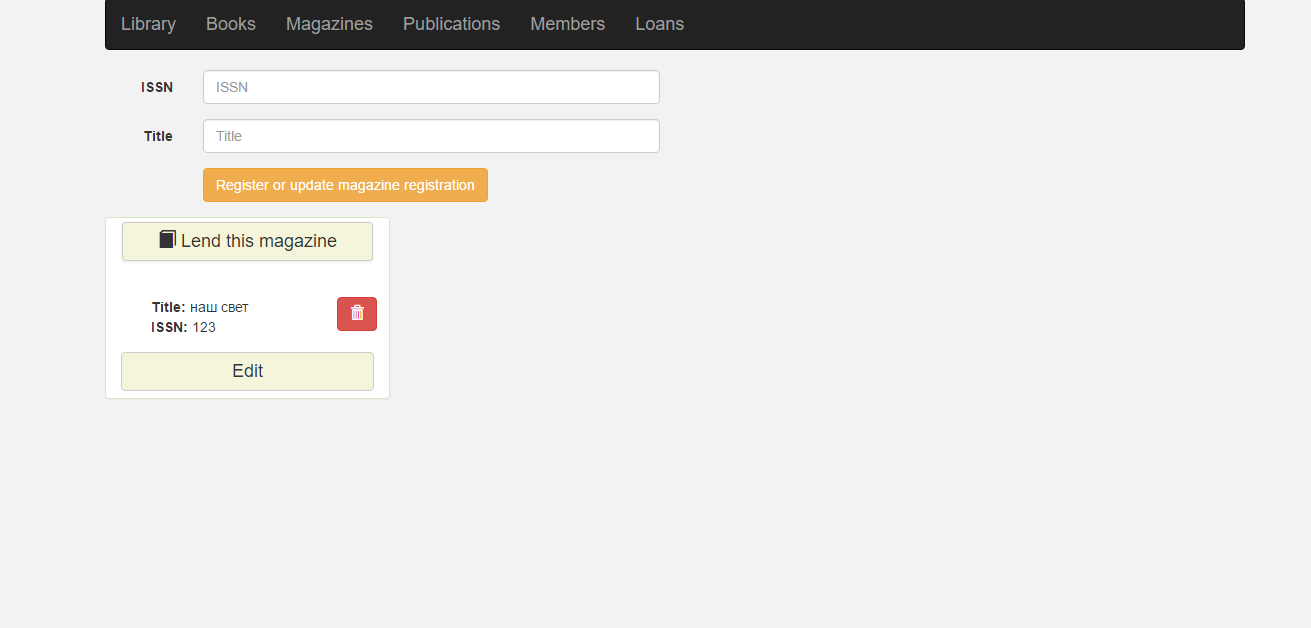 Library Books Magazines Publications Members Loans
ISSN ISSN
Title Title
Register or update magazine registration
Lend this magazine
Title: наш свет
ISSN: 123
Edit